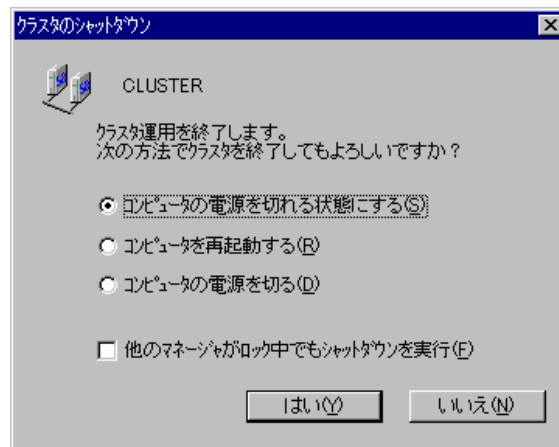 クラスタのシャットダウン
CLUSTER
クラスタ運用を終了します。
次の方法でクラスタを終了してもよろしいですか？
コンピュータの電源を切れる状態にする(S)
コンピュータを再起動する(R)
コンピュータの電源を切る(D)
他のマネージャがロック中でもシャットダウンを実行(F)
はい(Y)
いいえ(N)